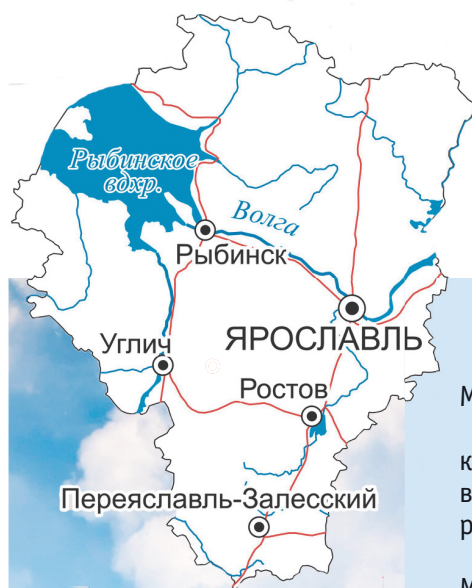 Рыбинское
вдхр.
Волга
Рыбинск
ЯРОСЛАВЛЬ
Углич
Ростов
Переяславль-Залесский